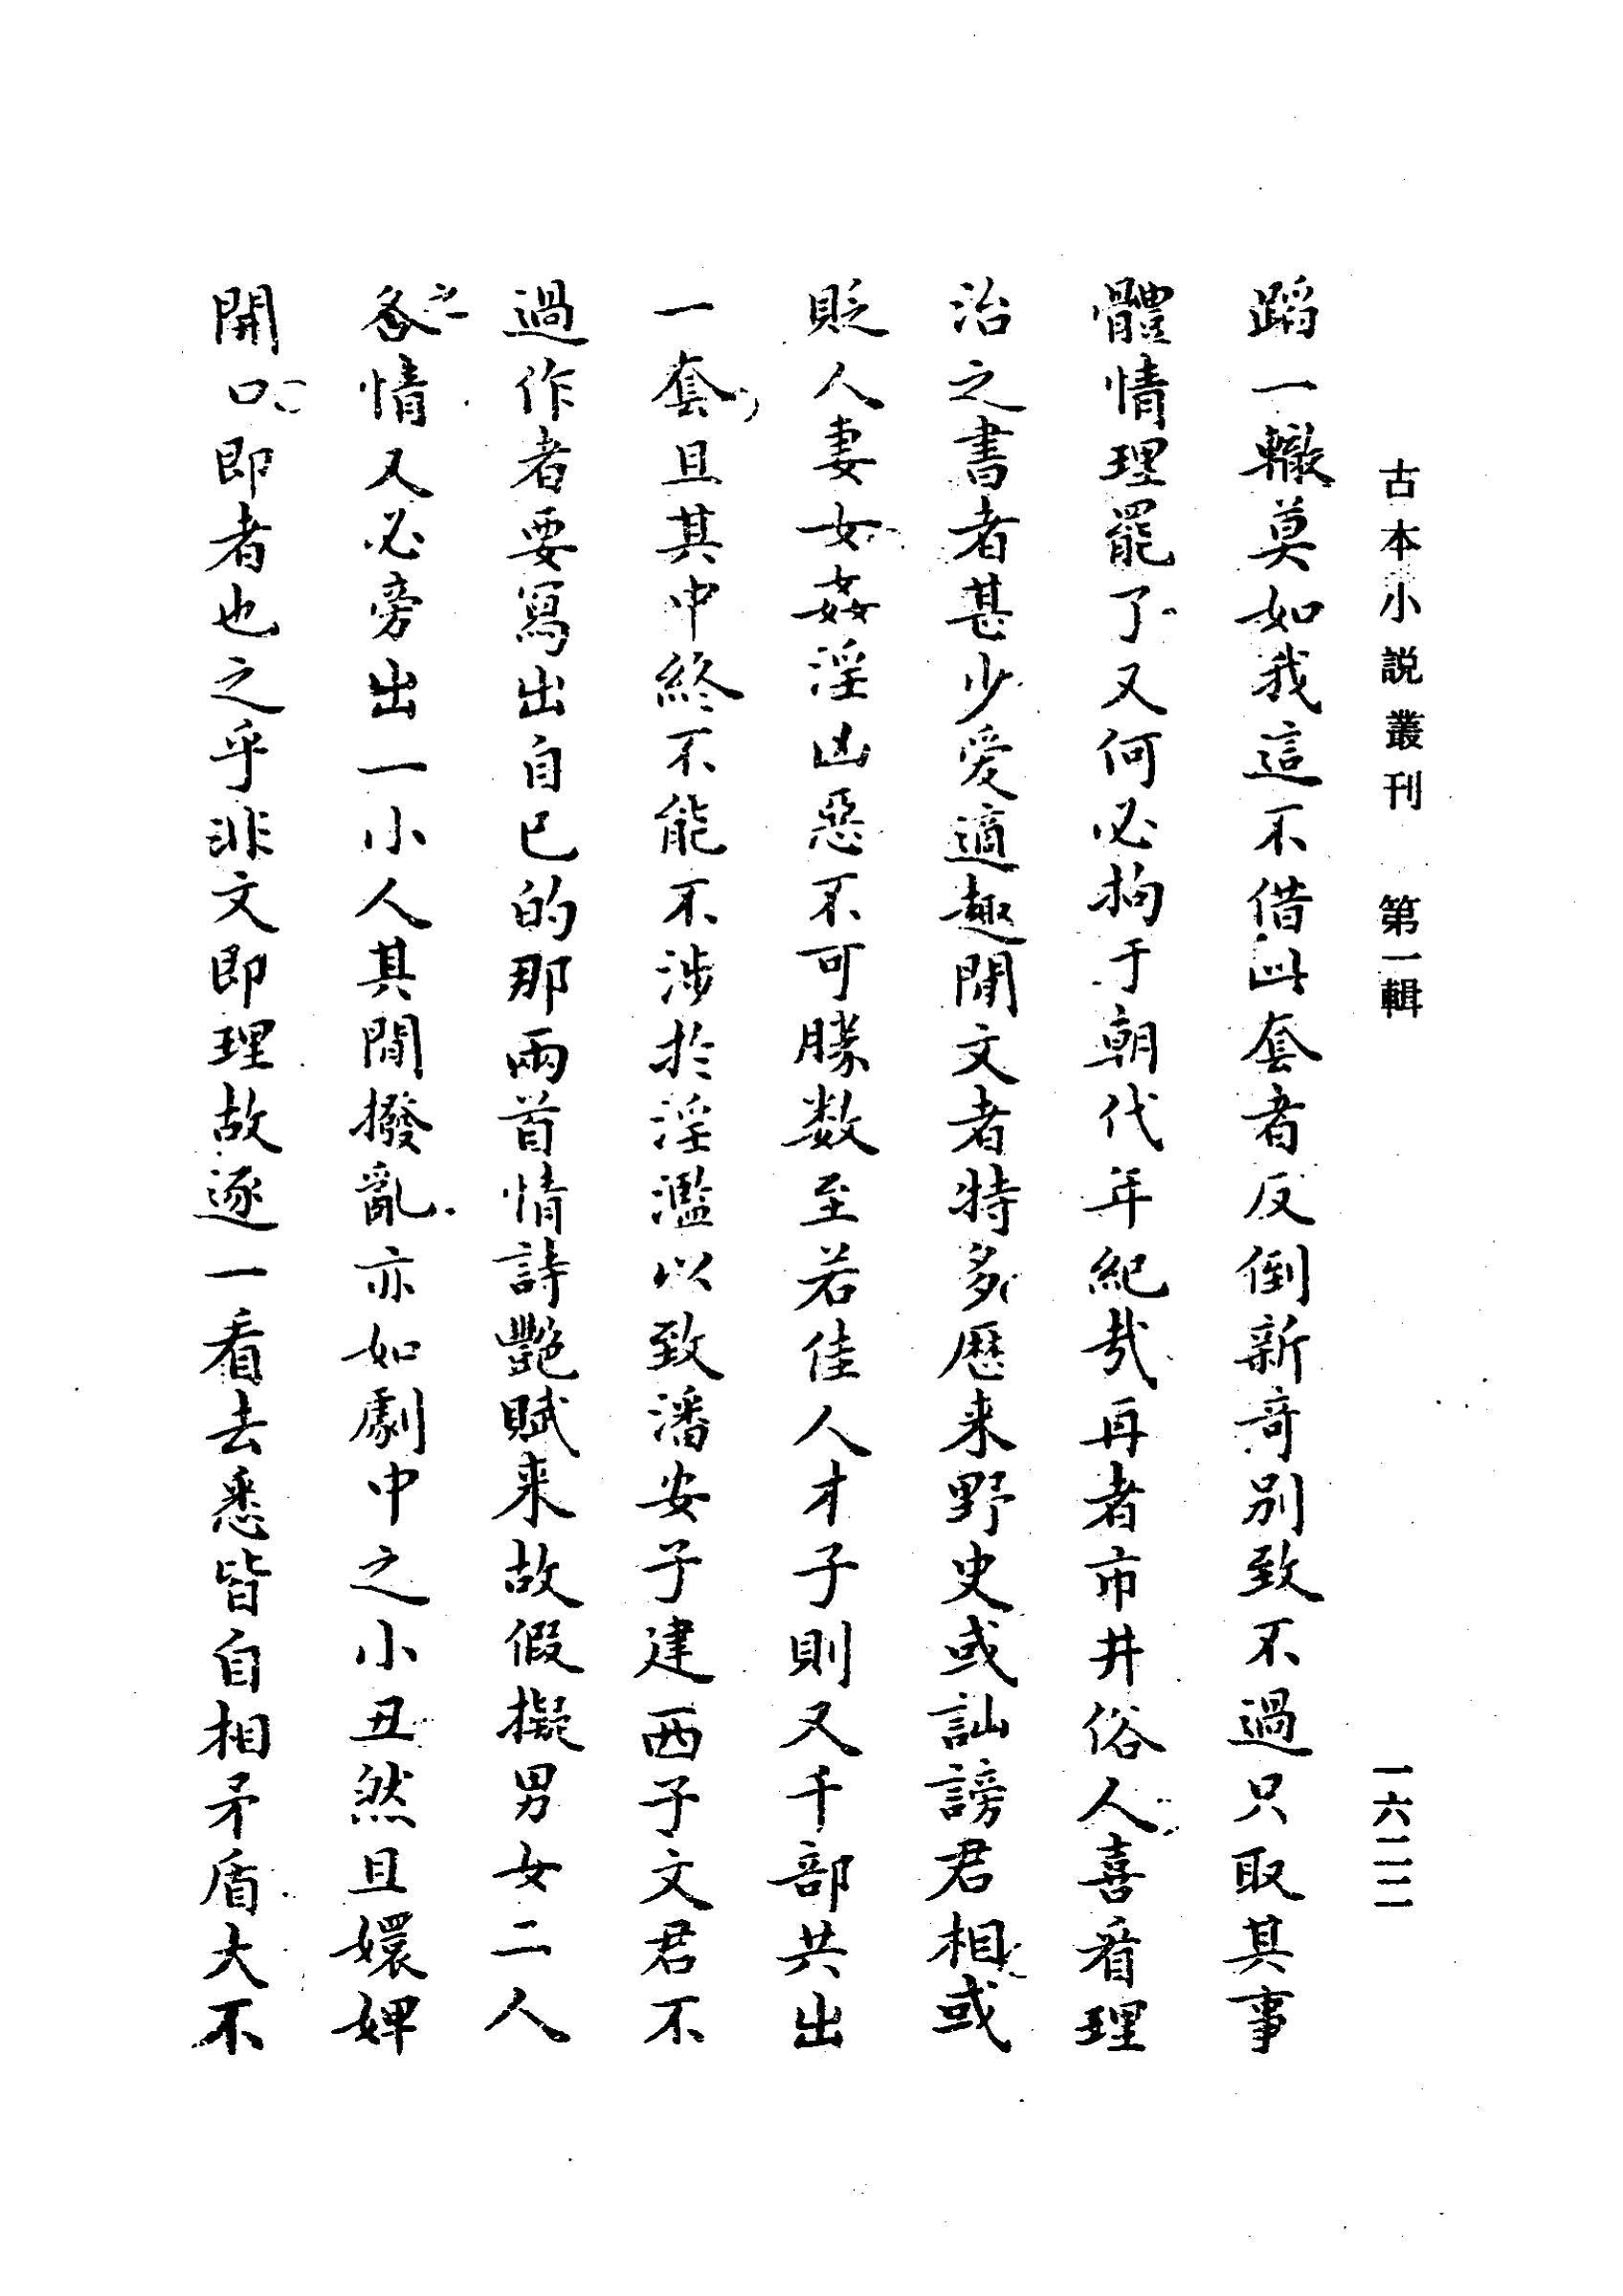 古本小説叢刊　第一輯　一六二二
蹈一轍莫如我這不借此套者反倒新奇别致不過只取其事
體情理罷了又何必拘于朝代年紀哉再者市井俗人喜看理
治之書者甚少愛適趣閒文者特多歷来野史或訕謗君相或
貶人妻女姦淫凶惡不可勝数至若佳人才子則又千部共出
一套且其中終不能不涉於淫濫以致潘安子建西子文君不
過作者要寫出自己的那兩首情詩艷賦来故假擬男女二人
之
各情又必旁出一小人其間撥亂亦如劇中之小丑然且嬛婢
開口即者也之乎非文即理故逐一看去悉皆自相矛盾大不